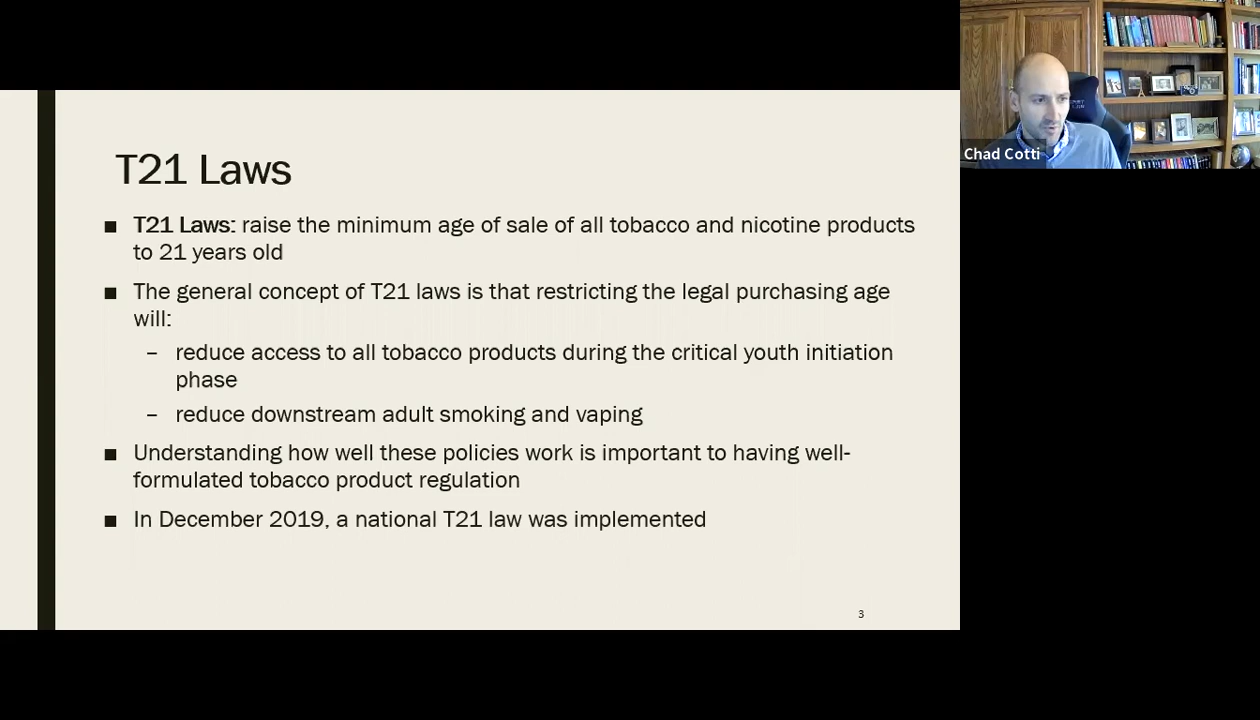 T21 Laws
■ T21 Laws: raise the minimum age of sale of all tobacco and nicotine products
to 21 years old
■ The general concept of T21 laws is that restricting the legal purchasing age
will:
– reduce access to all tobacco products during the critical youth initiation
phase
– reduce downstream adult smoking and vaping
■ Understanding how well these policies work is important to having well-
formulated tobacco product regulation
■ In December 2019, a national T21 law was implemented
3
Chad Cotti